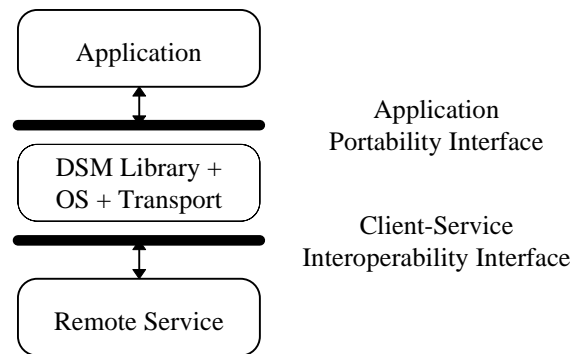 Application
Application
Portability Interface
DSM Library +
OS + Transport
Client-Service
Interoperability Interface
Remote Service